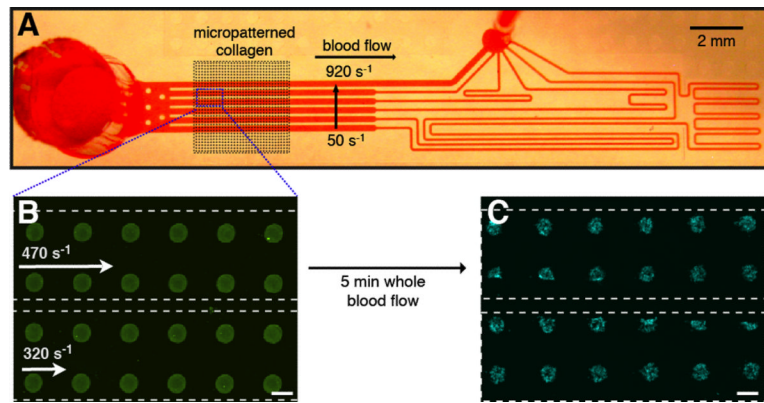 A
micropatterned
collagen
blood flow
920 s⁻¹
50 s⁻¹
2 mm
B
470 s⁻¹
320 s⁻¹
5 min whole
blood flow
C